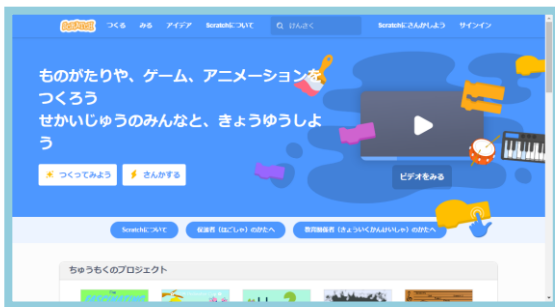 SCRATCH つくる みる アイデア Scratchについて けんさく Scratchにさんかしよう サインイン
ものがたりや、ゲーム、アニメーションを
つくろう
せかいじゅうのみんなと、きょうゆうしよ
う
つくってみよう さんかする
ビデオをみる
Scratchについて 保護者（ほごしゃ）のかたへ 教育関係者（きょういくかんけいしゃ）のかたへ
ちゅうもくのプロジェクト